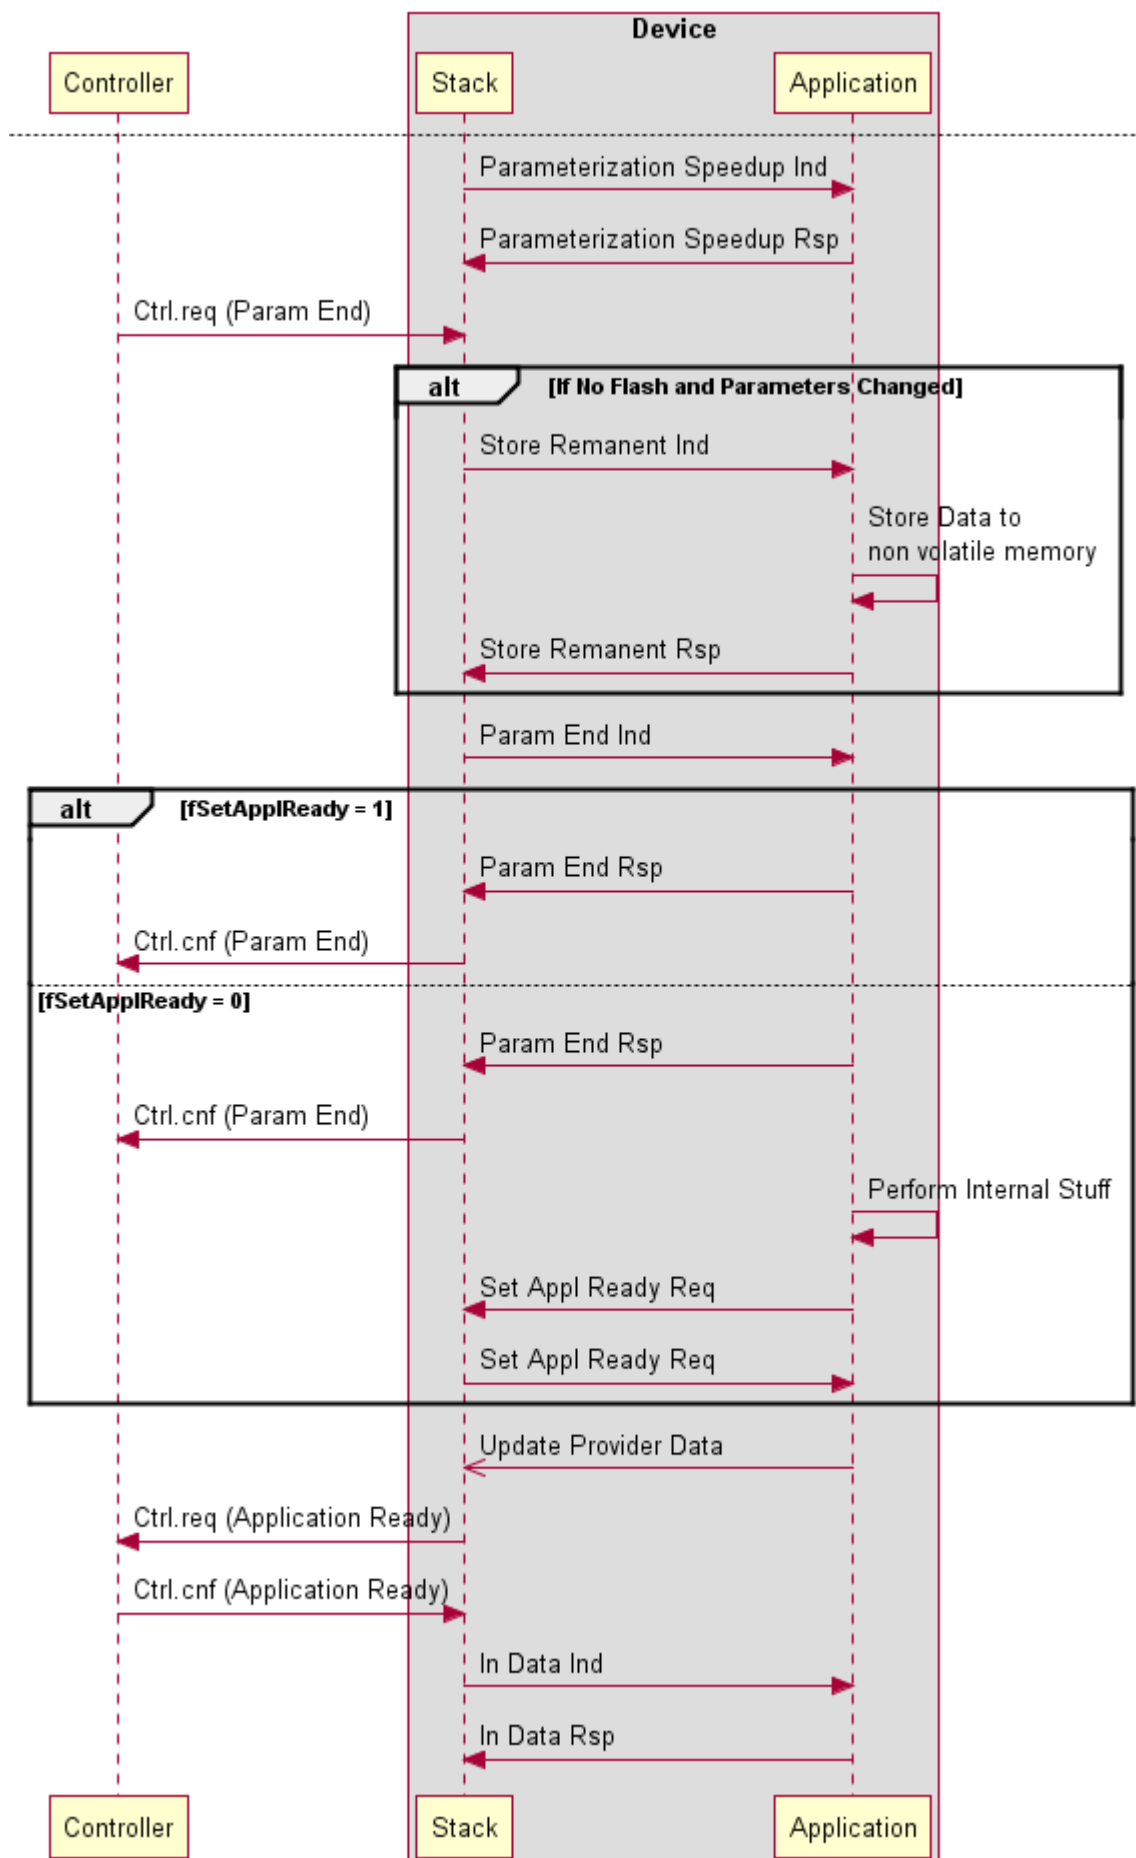 Device
Controller
Stack
Application
Parameterization Speedup Ind
Parameterization Speedup Rsp
Ctrl.req (Param End)
alt
[If No Flash and Parameters Changed]
Store Remanent Ind
Store Data to
non volatile memory
Store Remanent Rsp
Param End Ind
alt
[fSetApplReady = 1]
Param End Rsp
Ctrl.cnf (Param End)
[fSetApplReady = 0]
Param End Rsp
Ctrl.cnf (Param End)
Perform Internal Stuff
Set Appl Ready Req
Set Appl Ready Req
Update Provider Data
Ctrl.req (Application Ready)
Ctrl.cnf (Application Ready)
In Data Ind
In Data Rsp
Controller
Stack
Application